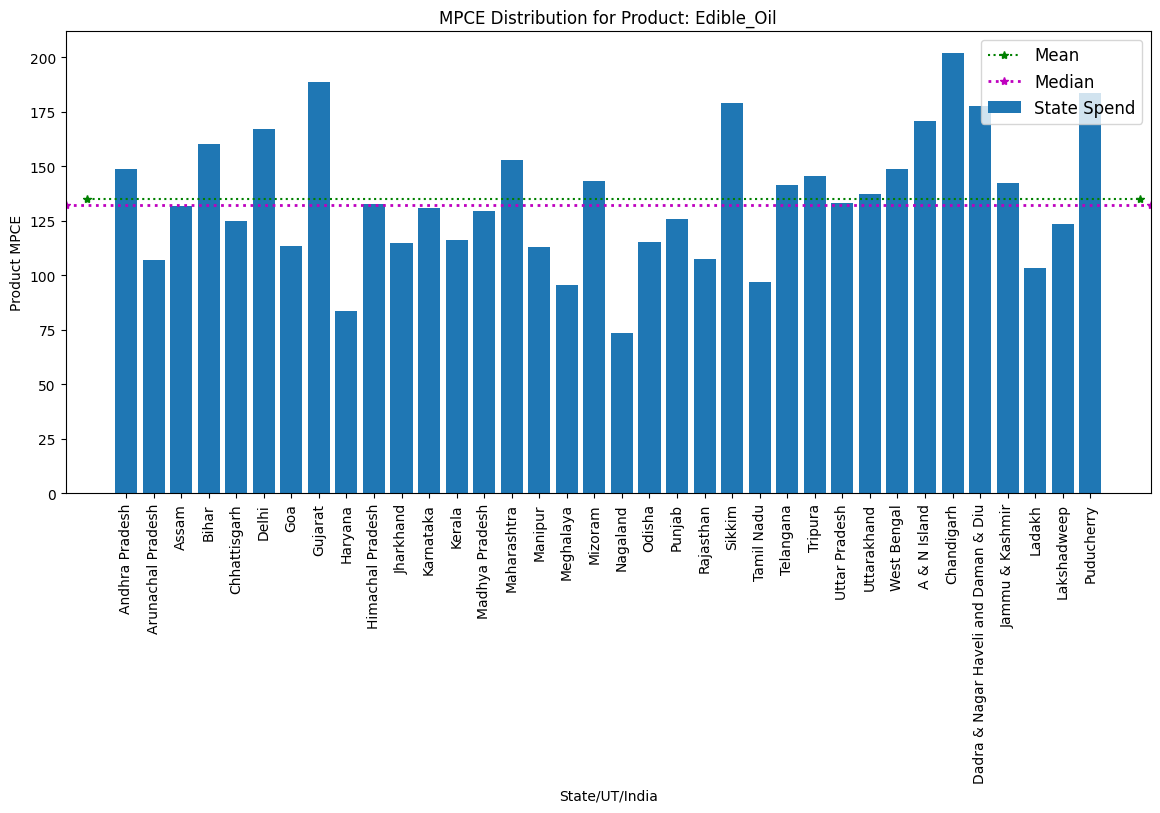 MPCE Distribution for Product: Edible_Oil
Mean
Median
State Spend
Product MPCE
200
175
150
125
100
75
50
25
0
Andhra Pradesh
Arunachal Pradesh
Assam
Bihar
Chhattisgarh
Delhi
Goa
Gujarat
Haryana
Himachal Pradesh
Jharkhand
Karnataka
Kerala
Madhya Pradesh
Maharashtra
Manipur
Meghalaya
Mizoram
Nagaland
Odisha
Punjab
Rajasthan
Sikkim
Tamil Nadu
Telangana
Tripura
Uttar Pradesh
Uttarakhand
West Bengal
A & N Island
Chandigarh
Dadra & Nagar Haveli and Daman & Diu
Jammu & Kashmir
Ladakh
Lakshadweep
Puducherry
State/UT/India